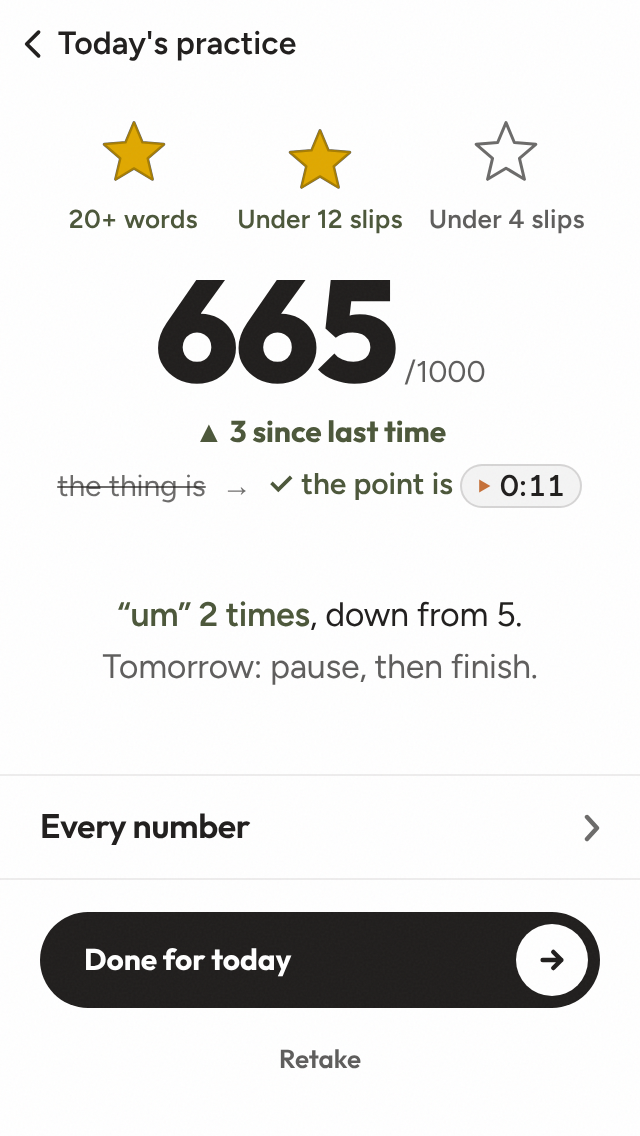 Today's practice
20+ words Under 12 slips Under 4 slips
665 /1000
▲ 3 since last time
the thing is → ✓ the point is 0:11
“um” 2 times, down from 5.
Tomorrow: pause, then finish.
Every number
Done for today
Retake